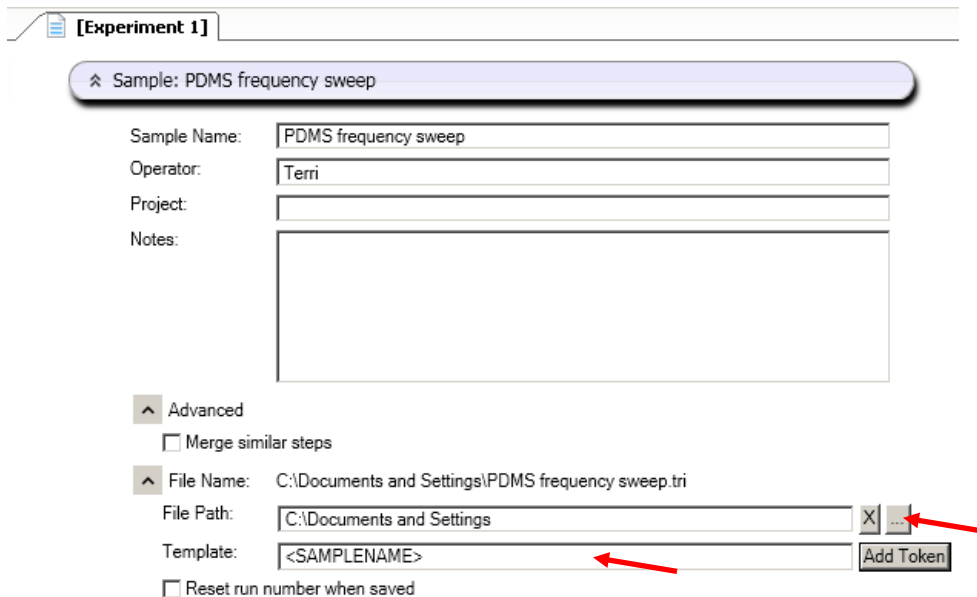 [Experiment 1]
Sample: PDMS frequency sweep
Sample Name: PDMS frequency sweep
Operator: Terri
Project:
Notes:
Advanced
Merge similar steps
File Name: C:\Documents and Settings\PDMS frequency sweep.tri
File Path: C:\Documents and Settings X ...
Template: <SAMPLENAME> Add Token
Reset run number when saved